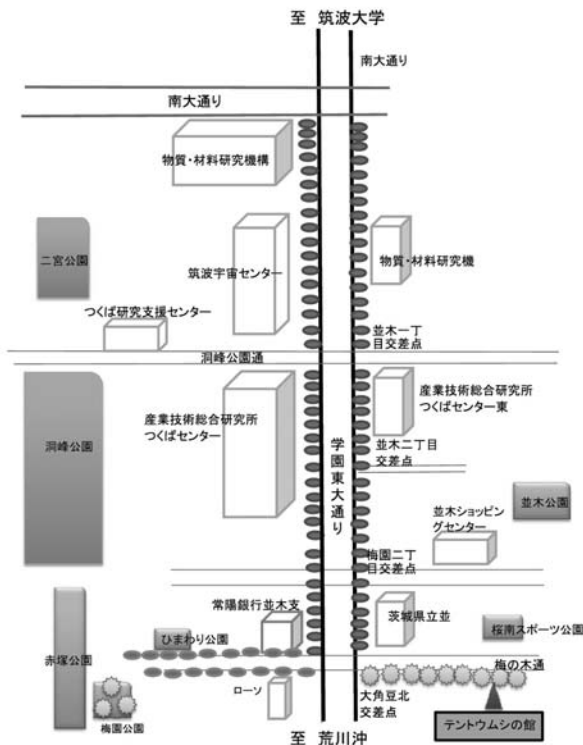 至 筑波大学
南大通り
南大通り
物質・材料研究機構
二宮公園
筑波宇宙センター
物質・材料研究機
つくば研究支援センター
並木一丁
目交差点
洞峰公園通
産業技術総合研究所
つくばセンター
産業技術総合研究所
つくばセンター東
洞峰公園
学園東大通り
並木二丁目
交差点
並木公園
並木ショッピン
グセンター
梅園二丁
目交差点
常陽銀行並木支
茨城県立並
ひまわり公園
桜南スポーツ公園
赤塚公園
梅の木通
ローソ
大角豆北
交差点
梅園公園
テントウムシの館
至 荒川沖